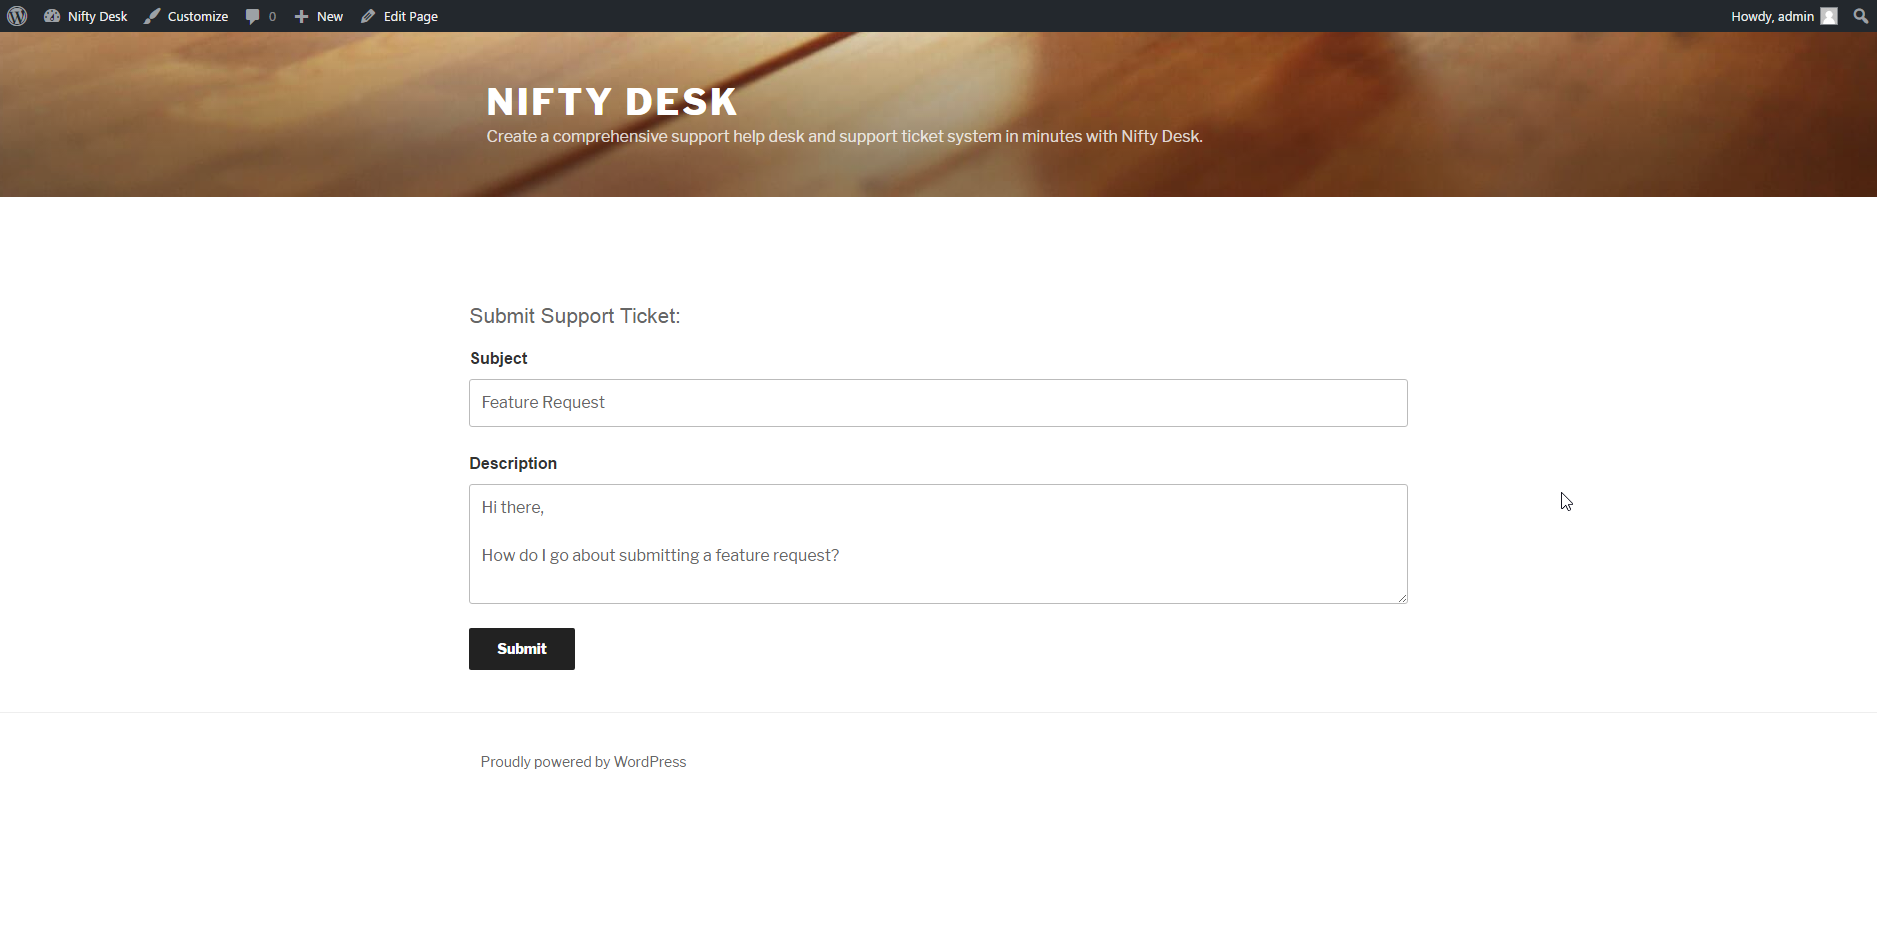 Nifty Desk Customize 0 New Edit Page Howdy, admin
NIFTY DESK
Create a comprehensive support help desk and support ticket system in minutes with Nifty Desk.
Submit Support Ticket:
Subject
Feature Request
Description
Hi there,
How do I go about submitting a feature request?
Submit
Proudly powered by WordPress